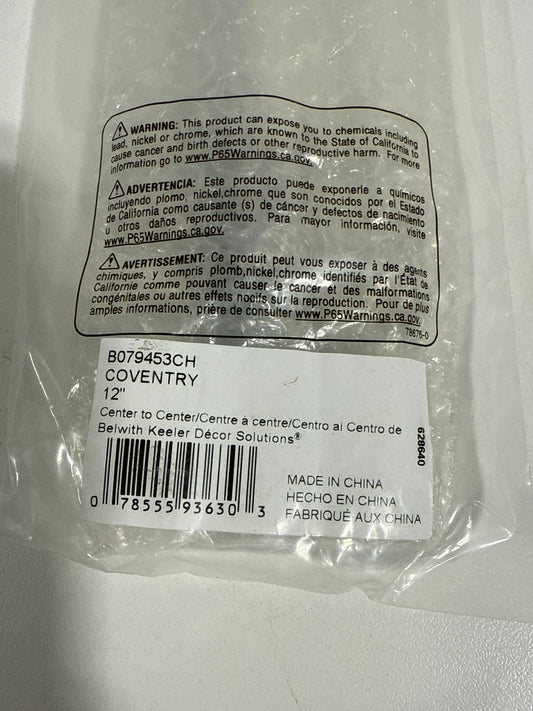 ⚠ WARNING: This product can expose you to chemicals including
lead, nickel or chrome, which are known to the State of California to
cause cancer and birth defects or other reproductive harm. For more
information go to www.P65Warnings.ca.gov.
⚠ ADVERTENCIA: Este producto puede exponerle a químicos
incluyendo plomo, nickel,chrome que son conocidos por el Estado
de California como causante (s) de cáncer y defectos de nacimiento
u otros daños reproductivos. Para mayor información, visite
www.P65Warnings.ca.gov.
⚠ AVERTISSEMENT: Ce produit peut vous exposer à des agents
chimiques, y compris plomb,nickel,chrome identifiés par l'État de
Californie comme pouvant causer le cancer et des malformations
congénitales ou autres effets nocifs sur la reproduction. Pour de plus
amples informations, prière de consulter www.P65Warnings.ca.gov.
78676-0
B079453CH
COVENTRY
12"
Center to Center/Centre à centre/Centro al Centro de
Belwith Keeler Décor Solutions®
628640
MADE IN CHINA
HECHO EN CHINA
FABRIQUÉ AUX CHINA
0 78555 93630 3